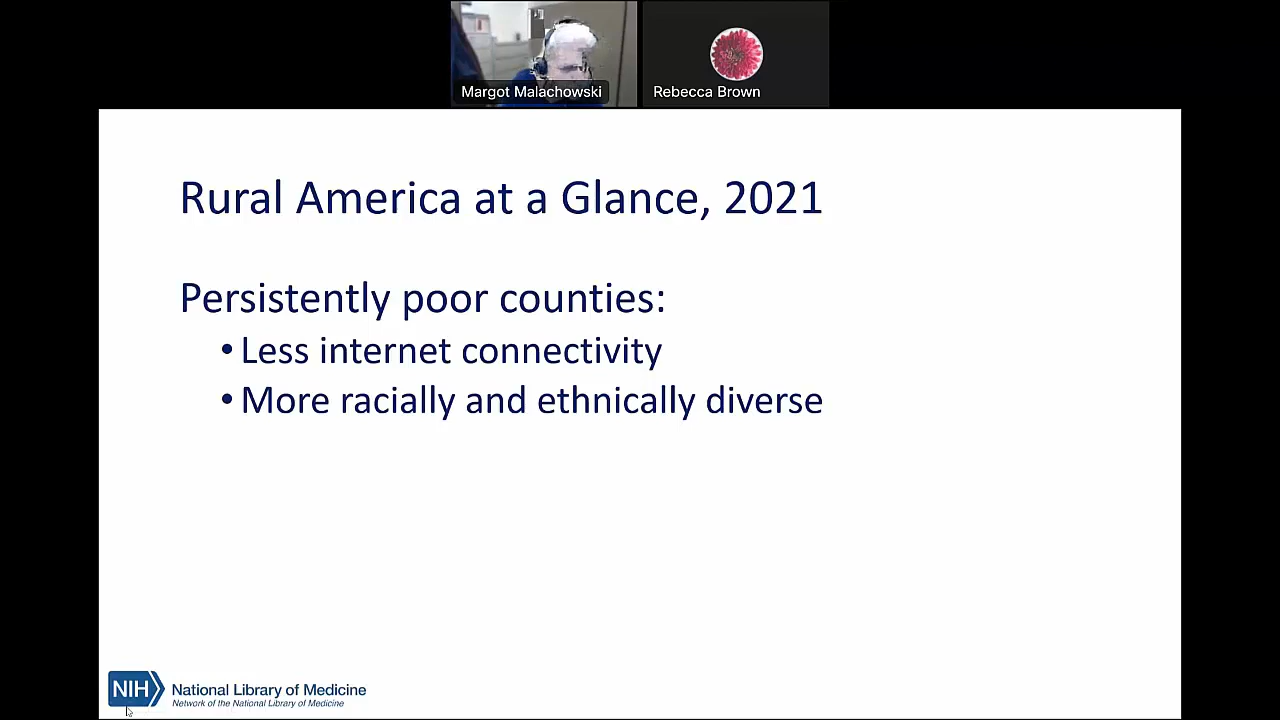 Margot Malachowski
Rebecca Brown
Rural America at a Glance, 2021
Persistently poor counties:
• Less internet connectivity
• More racially and ethnically diverse
NIH National Library of Medicine
Network of the National Library of Medicine